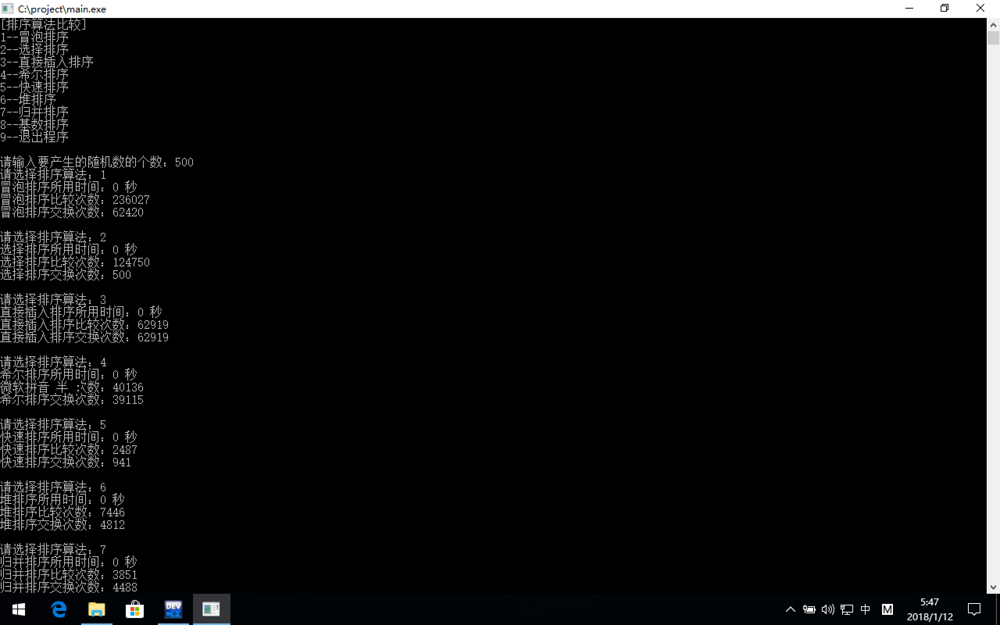 C:\project\main.exe
[排序算法比较]
1--冒泡排序
2--选择排序
3--直接插入排序
4--希尔排序
5--快速排序
6--堆排序
7--归并排序
8--基数排序
9--退出程序
请输入要产生的随机数的个数：500
请选择排序算法：1
冒泡排序所用时间：0 秒
冒泡排序比较次数：236027
冒泡排序交换次数：62420
请选择排序算法：2
选择排序所用时间：0 秒
选择排序比较次数：124750
选择排序交换次数：500
请选择排序算法：3
直接插入排序所用时间：0 秒
直接插入排序比较次数：62919
直接插入排序交换次数：62919
请选择排序算法：4
希尔排序所用时间：0 秒
微软拼音 半 :次数：40136
希尔排序交换次数：39115
请选择排序算法：5
快速排序所用时间：0 秒
快速排序比较次数：2487
快速排序交换次数：941
请选择排序算法：6
堆排序所用时间：0 秒
堆排序比较次数：7446
堆排序交换次数：4812
请选择排序算法：7
归并排序所用时间：0 秒
归并排序比较次数：3851
归并排序交换次数：4488
DEV C++
中
M
5:47
2018/1/12